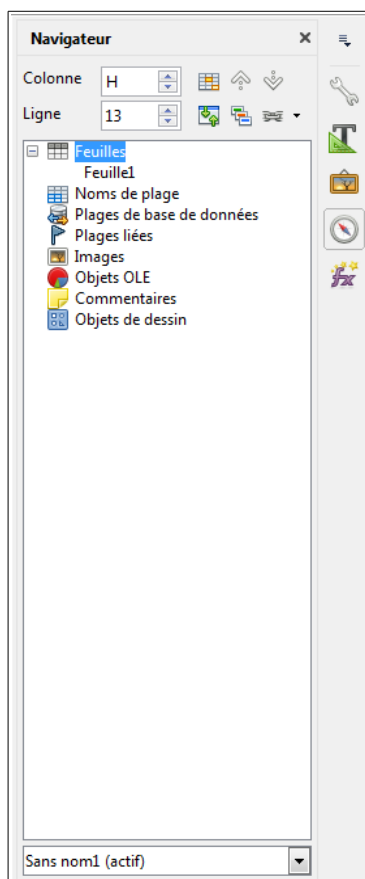 Navigateur
Colonne H
Ligne 13
Feuilles
Feuille1
Noms de plage
Plages de base de données
Plages liées
Images
Objets OLE
Commentaires
Objets de dessin
Sans nom1 (actif)